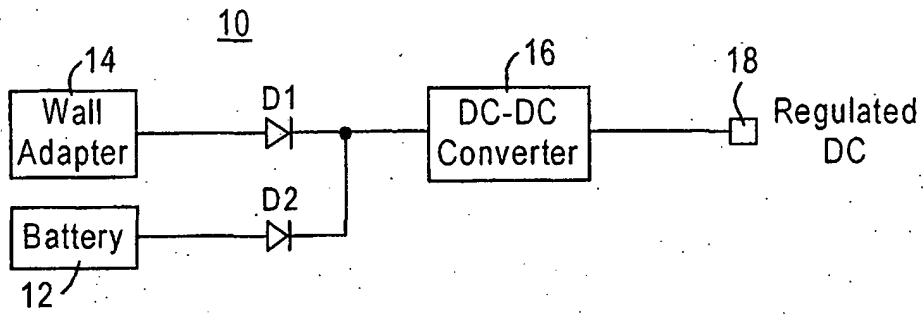 10
14
Wall
Adapter
D1
16
DC-DC
Converter
18
Regulated
DC
D2
Battery
12